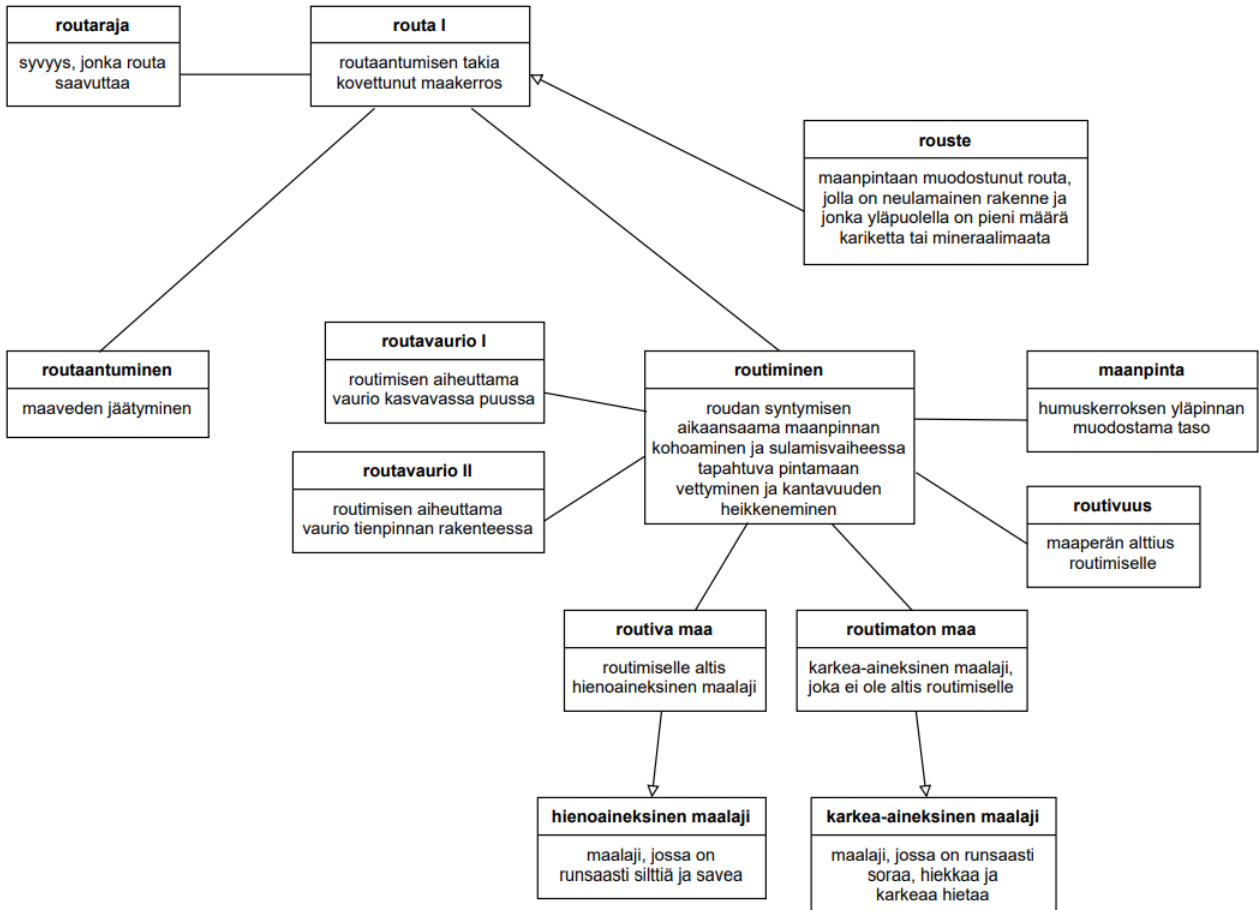 routaraja
syvyys, jonka routa
saavuttaa
routa I
routaantumisen takia
kovettunut maakerros
rouste
maanpintaan muodostunut routa,
jolla on neulamainen rakenne ja
jonka yläpuolella on pieni määrä
kariketta tai mineraalimaata
routaantuminen
maaveden jäätyminen
routavaurio I
routimisen aiheuttama
vaurio kasvavassa puussa
routavaurio II
routimisen aiheuttama
vaurio tienpinnan rakenteessa
routiminen
roudan syntymisen
aikaansaama maanpinnan
kohoaminen ja sulamisvaiheessa
tapahtuva pintamaan
vettyminen ja kantavuuden
heikkeneminen
maanpinta
humuskerroksen yläpinnan
muodostama taso
routivuus
maaperän alttius
routimiselle
routiva maa
routimiselle altis
hienoaineksinen maalaji
routimaton maa
karkea-aineksinen maalaji,
joka ei ole altis routimiselle
hienoaineksinen maalaji
maalaji, jossa on
runsaasti silttiä ja savea
karkea-aineksinen maalaji
maalaji, jossa on runsaasti
soraa, hiekkaa ja
karkeaa hietaa